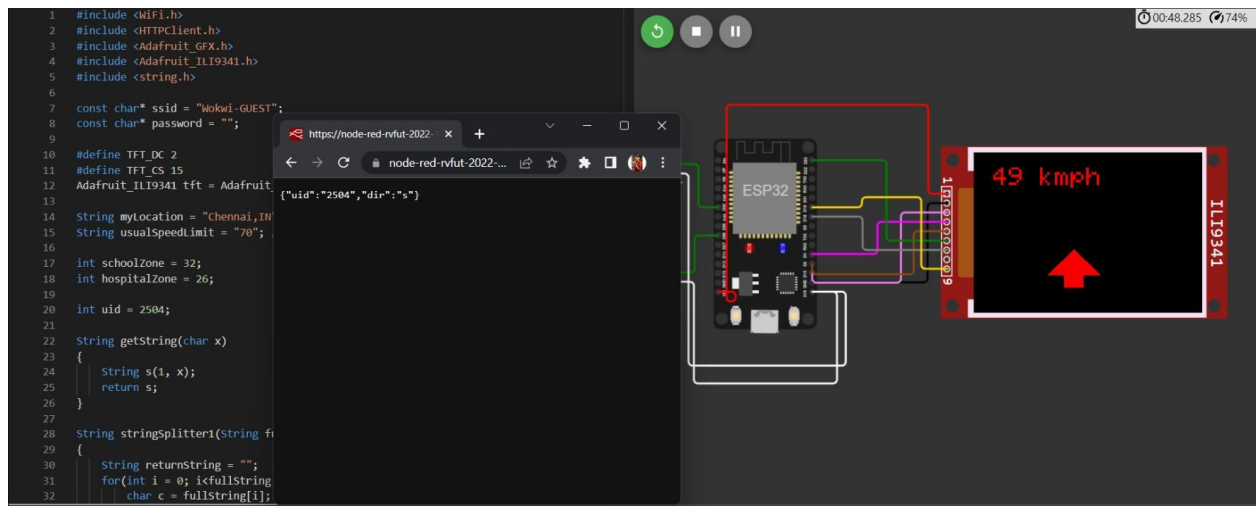 1 #include <WiFi.h>
2 #include <HTTPClient.h>
3 #include <Adafruit_GFX.h>
4 #include <Adafruit_ILI9341.h>
5 #include <string.h>
6
7 const char* ssid = "Wokwi-GUEST";
8 const char* password = "";
9
10 #define TFT_DC 2
11 #define TFT_CS 15
12 Adafruit_ILI9341 tft = Adafruit_
13
14 String myLocation = "Chennai,IN
15 String usualSpeedLimit = "70"; /
16
17 int schoolZone = 32;
18 int hospitalZone = 26;
19
20 int uid = 2504;
21
22 String getString(char x)
23 {
24 String s(1, x);
25 return s;
26 }
27
28 String stringSplitter1(String fu
29 {
30 String returnString = "";
31 for(int i = 0; i<fullString
32 char c = fullString[i];
https://node-red-rvfut-2022-
node-red-rvfut-2022-...
{"uid":"2504","dir":"s"}
00:48.285 74%
ESP32
1
9
49 kmph
ILI9341